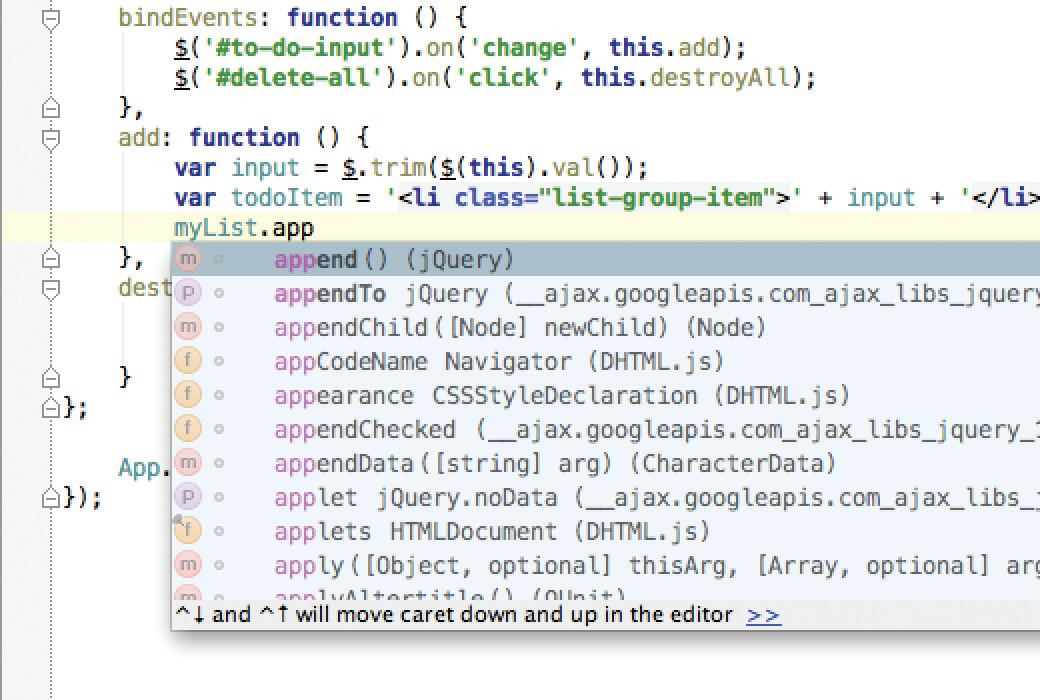 bindEvents: function () {
$('#to-do-input').on('change', this.add);
$('#delete-all').on('click', this.destroyAll);
},
add: function () {
var input = $.trim($(this).val());
var todoItem = '<li class="list-group-item">' + input + '</li>
myList.app
},
dest
}
};
App.
});
m append() (jQuery)
P appendTo jQuery (__ajax.googleapis.com_ajax_libs_jquery
m appendChild([Node] newChild) (Node)
f appCodeName Navigator (DHTML.js)
f appearance CSSStyleDeclaration (DHTML.js)
f appendChecked (__ajax.googleapis.com_ajax_libs_jquery_1
m appendData([string] arg) (CharacterData)
P applet jQuery.noData (__ajax.googleapis.com_ajax_libs_j
f applets HTMLDocument (DHTML.js)
m apply([Object, optional] thisArg, [Array, optional] arg
m applyAltertitle() (QUnit)
^↓ and ^↑ will move caret down and up in the editor >>